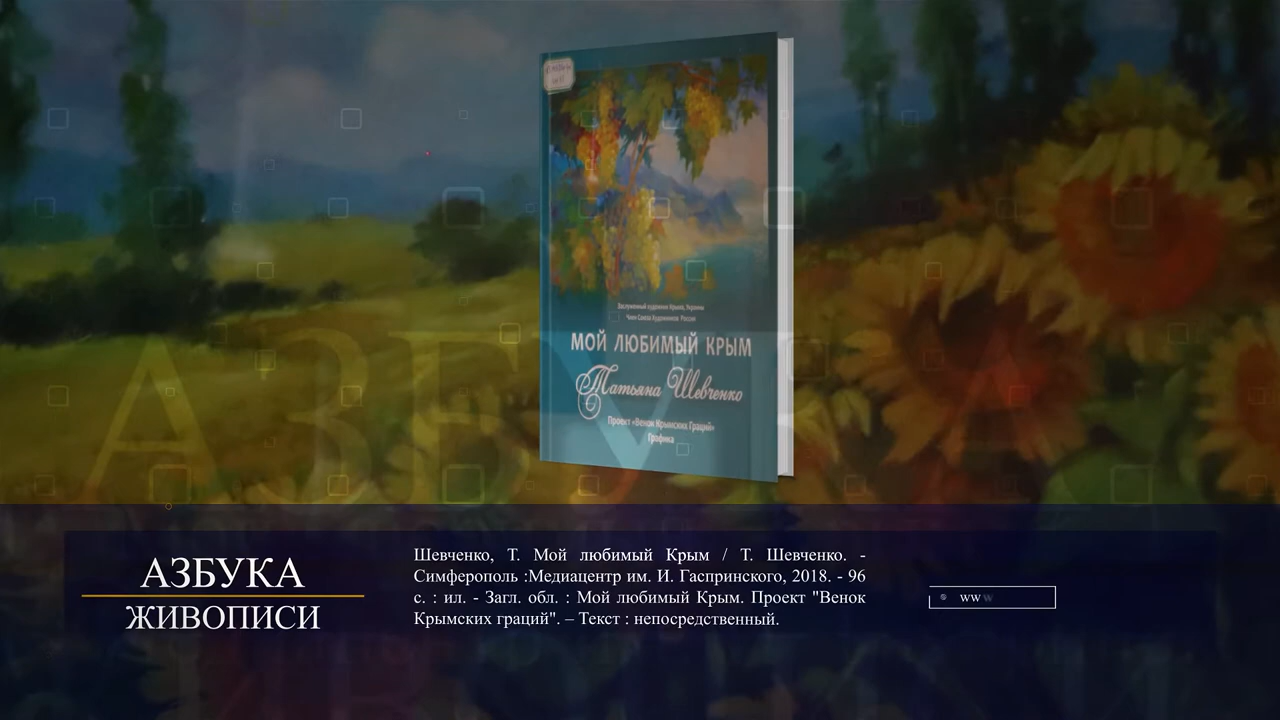 Заслуженный художник Крыма, Украина
Член Союза Художников России
МОЙ ЛЮБИМЫЙ КРЫМ
Татьяна Шевченко
Проект «Венок Крымских Граций»
Графика
АЗБУКА
АЗБУКА
ЖИВОПИСИ
Шевченко, Т. Мой любимый Крым / Т. Шевченко. -
Симферополь :Медиацентр им. И. Гаспринского, 2018. - 96
с. : ил. - Загл. обл. : Мой любимый Крым. Проект "Венок
Крымских граций". – Текст : непосредственный.
www